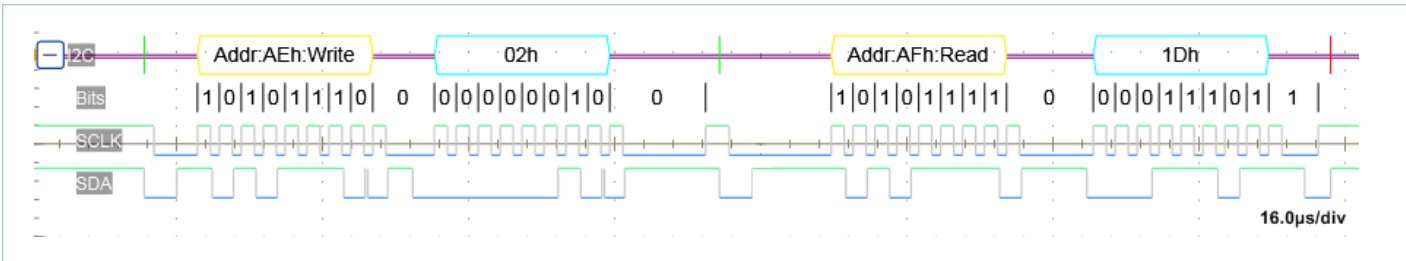 I2C Addr:AEh:Write 02h Addr:AFh:Read 1Dh
Bits |1|0|1|0|1|1|1|0| 0 |0|0|0|0|0|0|1|0| 0 | |1|0|1|0|1|1|1|1| 0 |0|0|0|1|1|1|0|1| 1 |
SCLK
SDA
16.0µs/div